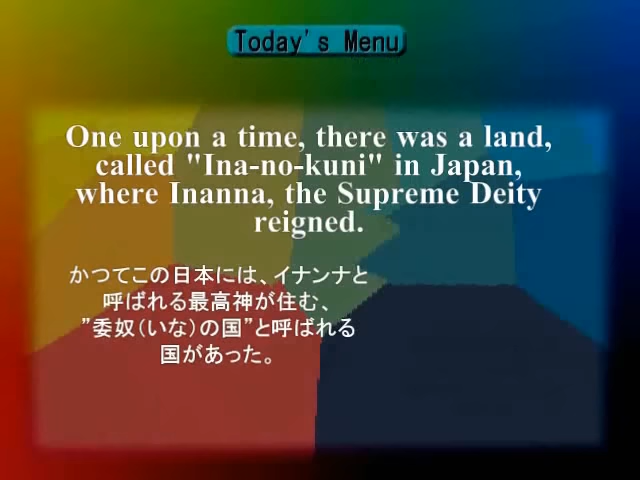 Today's Menu
One upon a time, there was a land,
called "Ina-no-kuni" in Japan,
where Inanna, the Supreme Deity
reigned.
かつてこの日本には、イナンナと
呼ばれる最高神が住む、
”委奴（いな）の国”と呼ばれる
国があった。